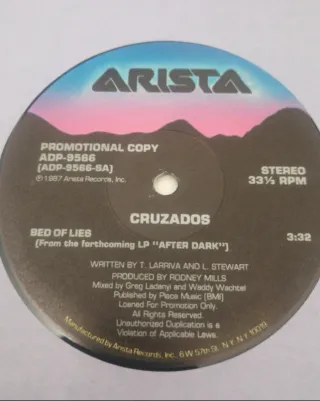 ARISTA
PROMOTIONAL COPY
ADP-9566
(ADP-9566-SA)
℗ 1987 Arista Records, Inc.
STEREO
33⅓ RPM
CRUZADOS
BED OF LIES
3:32
(From the forthcoming LP "AFTER DARK")
WRITTEN BY T. LARRIVA AND L. STEWART
PRODUCED BY RODNEY MILLS
Mixed by Greg Ladanyi and Waddy Wachtel
Published by Placa Music (BMI)
Loaned For Promotion Only.
All Rights Reserved.
Unauthorized Duplication is a
Violation of Applicable Laws.
Manufactured by Arista Records, Inc. 6 W 57th St., N.Y. N.Y. 10019